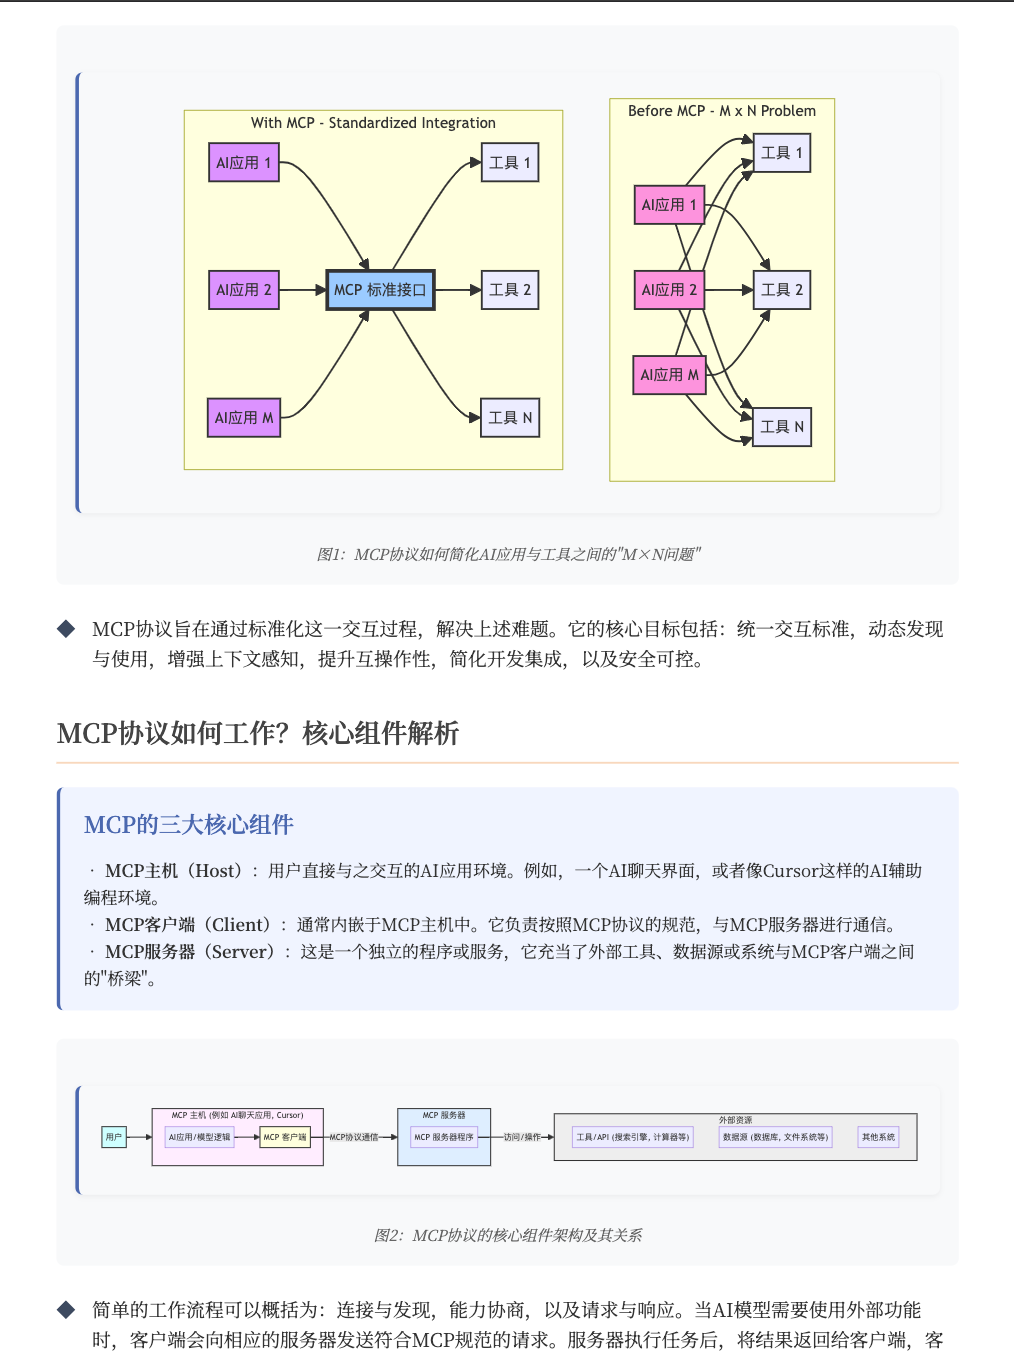 With MCP - Standardized Integration
AI应用 1
工具 1
AI应用 2
MCP 标准接口
工具 2
AI应用 M
工具 N
Before MCP - M x N Problem
工具 1
AI应用 1
AI应用 2
工具 2
AI应用 M
工具 N
图1：MCP协议如何简化AI应用与工具之间的"M×N问题"
MCP协议旨在通过标准化这一交互过程，解决上述难题。它的核心目标包括：统一交互标准，动态发现
与使用，增强上下文感知，提升互操作性，简化开发集成，以及安全可控。
MCP协议如何工作？核心组件解析
MCP的三大核心组件
· MCP主机（Host）：用户直接与之交互的AI应用环境。例如，一个AI聊天界面，或者像Cursor这样的AI辅助
编程环境。
· MCP客户端（Client）：通常内嵌于MCP主机中。它负责按照MCP协议的规范，与MCP服务器进行通信。
· MCP服务器（Server）：这是一个独立的程序或服务，它充当了外部工具、数据源或系统与MCP客户端之间
的"桥梁"。
用户
MCP 主机 (例如 AI聊天应用, Cursor)
AI应用/模型逻辑
MCP 客户端
MCP协议通信
MCP 服务器
MCP 服务器程序
访问/操作
外部资源
工具/API (搜索引擎, 计算器等)
数据源 (数据库, 文件系统等)
其他系统
图2：MCP协议的核心组件架构及其关系
简单的工作流程可以概括为：连接与发现，能力协商，以及请求与响应。当AI模型需要使用外部功能
时，客户端会向相应的服务器发送符合MCP规范的请求。服务器执行任务后，将结果返回给客户端，客